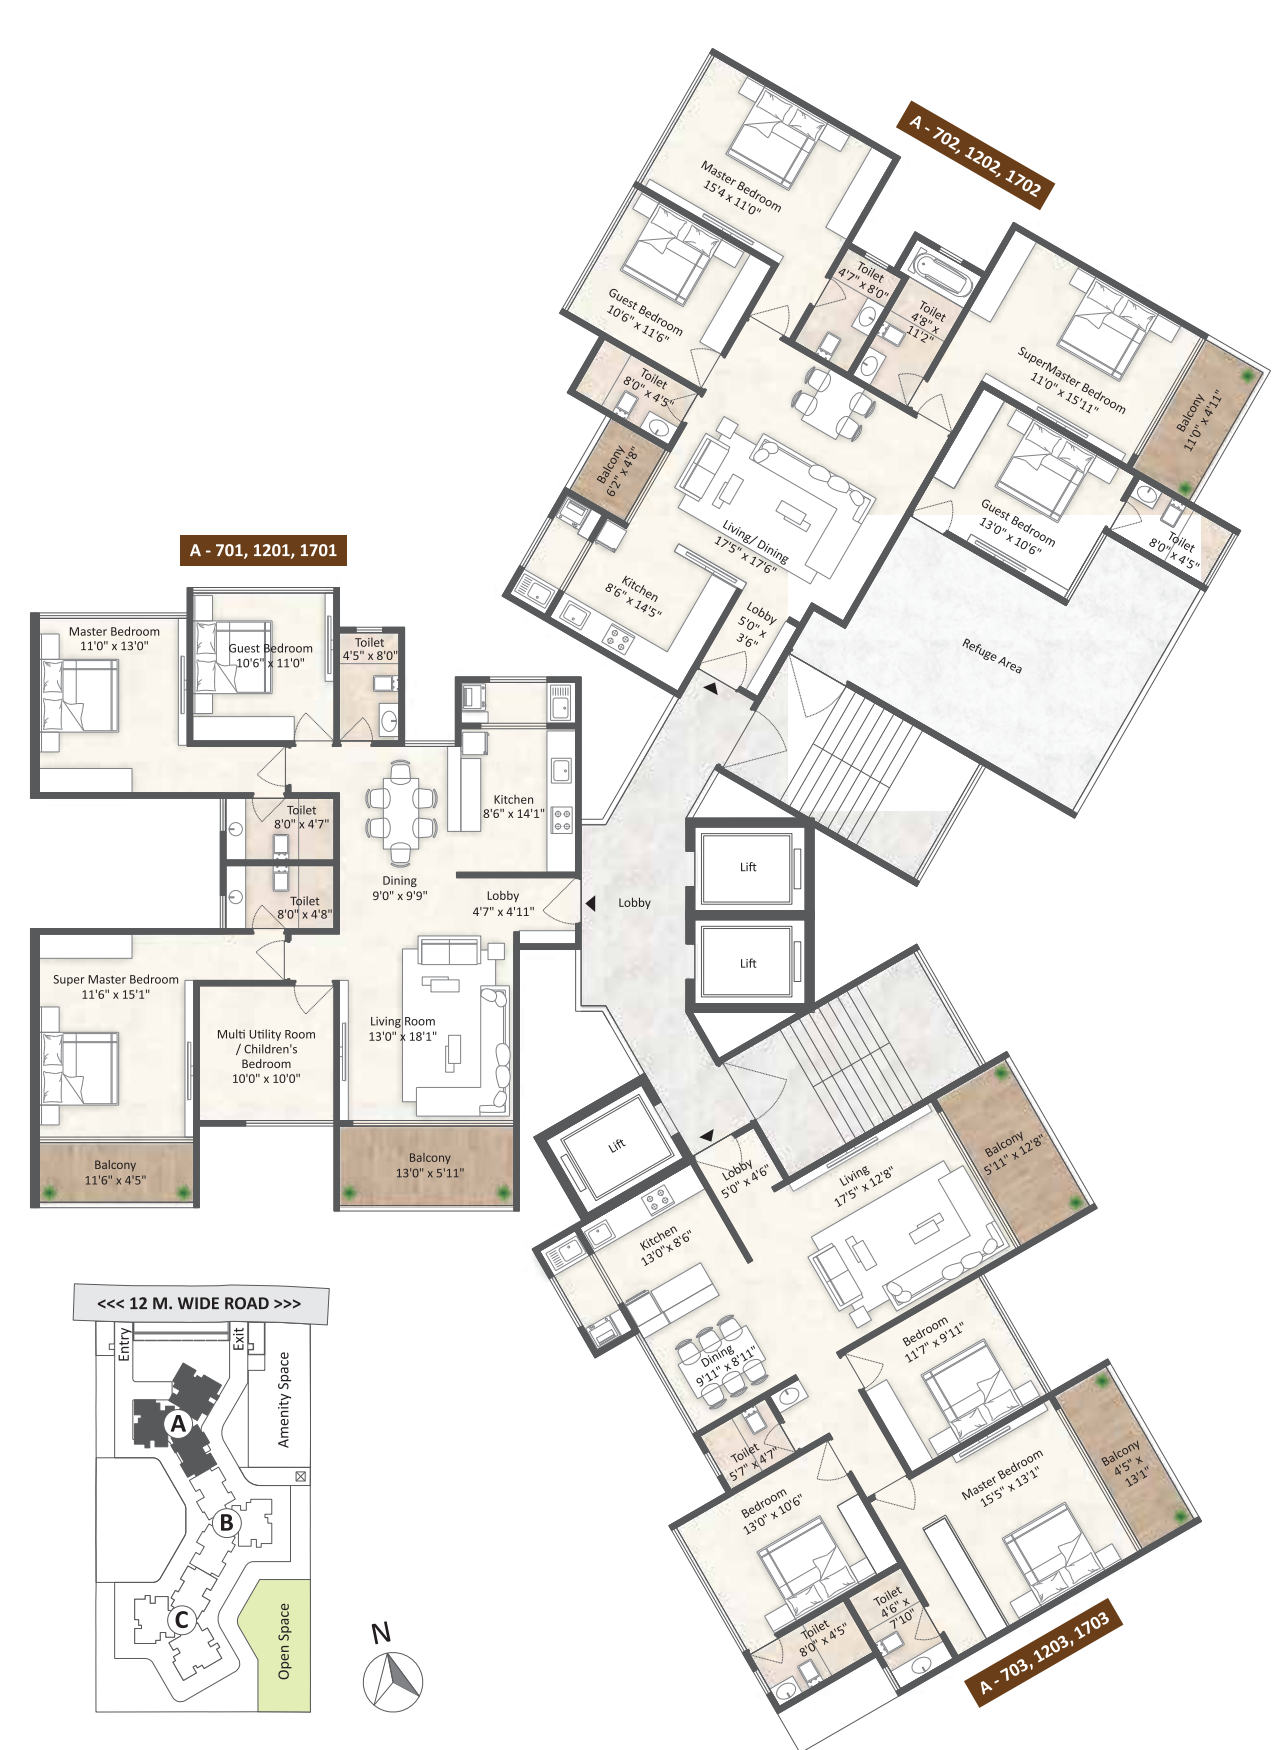 A - 702, 1202, 1702
Master Bedroom
15'4 x 11'0"
Guest Bedroom
10'6" x 11'6"
Toilet
4'7" x 8'0"
Toilet
4'8" x
11'2"
SuperMaster Bedroom
11'0" x 15'11"
Balcony
11'0" x 4'11"
Toilet
8'0" x 4'5"
Balcony
6'2" x 4'8"
Living/ Dining
17'5" x 17'6"
Guest Bedroom
13'0" x 10'6"
Toilet
8'0" x 4'5"
Kitchen
8'6" x 14'5"
Lobby
5'0" x
3'6"
Refuge Area
A - 701, 1201, 1701
Master Bedroom
11'0" x 13'0"
Guest Bedroom
10'6" x 11'0"
Toilet
4'5" x 8'0"
Kitchen
8'6" x 14'1"
Toilet
8'0" x 4'7"
Dining
9'0" x 9'9"
Toilet
8'0" x 4'8"
Lobby
4'7" x 4'11"
Lobby
Lift
Lift
Super Master Bedroom
11'6" x 15'1"
Multi Utility Room
/ Children's
Bedroom
10'0" x 10'0"
Living Room
13'0" x 18'1"
Balcony
11'6" x 4'5"
Balcony
13'0" x 5'11"
Lift
Lobby
5'0" x 4'6"
Living
17'5" x 12'8"
Balcony
5'11" x 12'8"
Kitchen
13'0"x 8'6"
Dining
9'11" x 8'11"
Bedroom
11'7" x 9'11"
Toilet
5'7" x 4'7"
Bedroom
13'0" x 10'6"
Master Bedroom
15'5" x 13'1"
Balcony
4'5" x
13'1"
Toilet
4'6" x
7'10"
Toilet
8'0" x 4'5"
A - 703, 1203, 1703
<<< 12 M. WIDE ROAD >>>
Entry
Exit
Amenity Space
A
B
C
Open Space
N